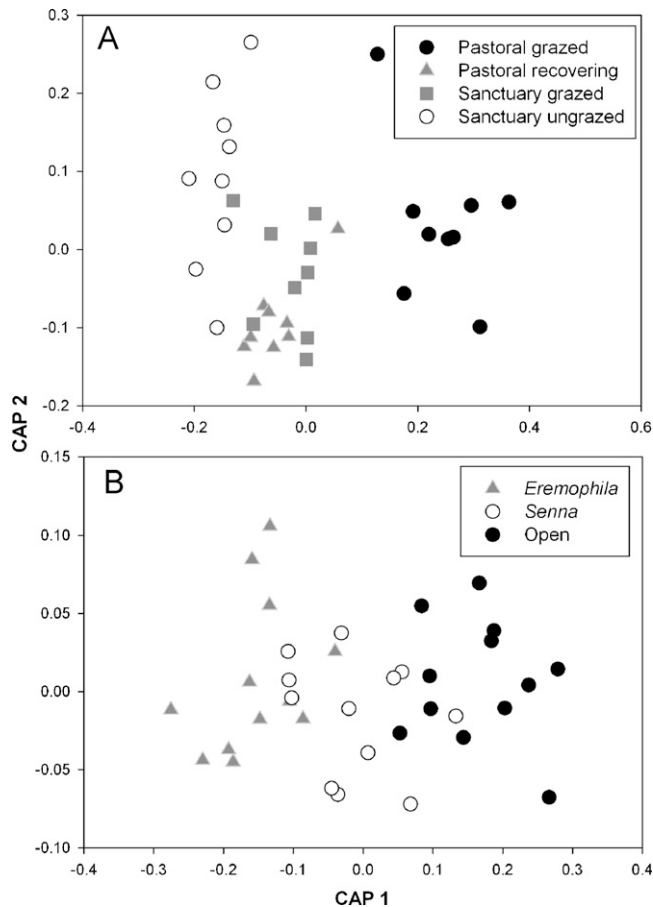 A
Pastoral grazed
Pastoral recovering
Sanctuary grazed
Sanctuary ungrazed
0.3
0.2
0.1
0.0
-0.1
-0.2
-0.4 -0.2 0.0 0.2 0.4 0.6
CAP 2
B
Eremophila
Senna
Open
0.15
0.10
0.05
0.00
-0.05
-0.10
-0.4 -0.3 -0.2 -0.1 0.0 0.1 0.2 0.3 0.4
CAP 1